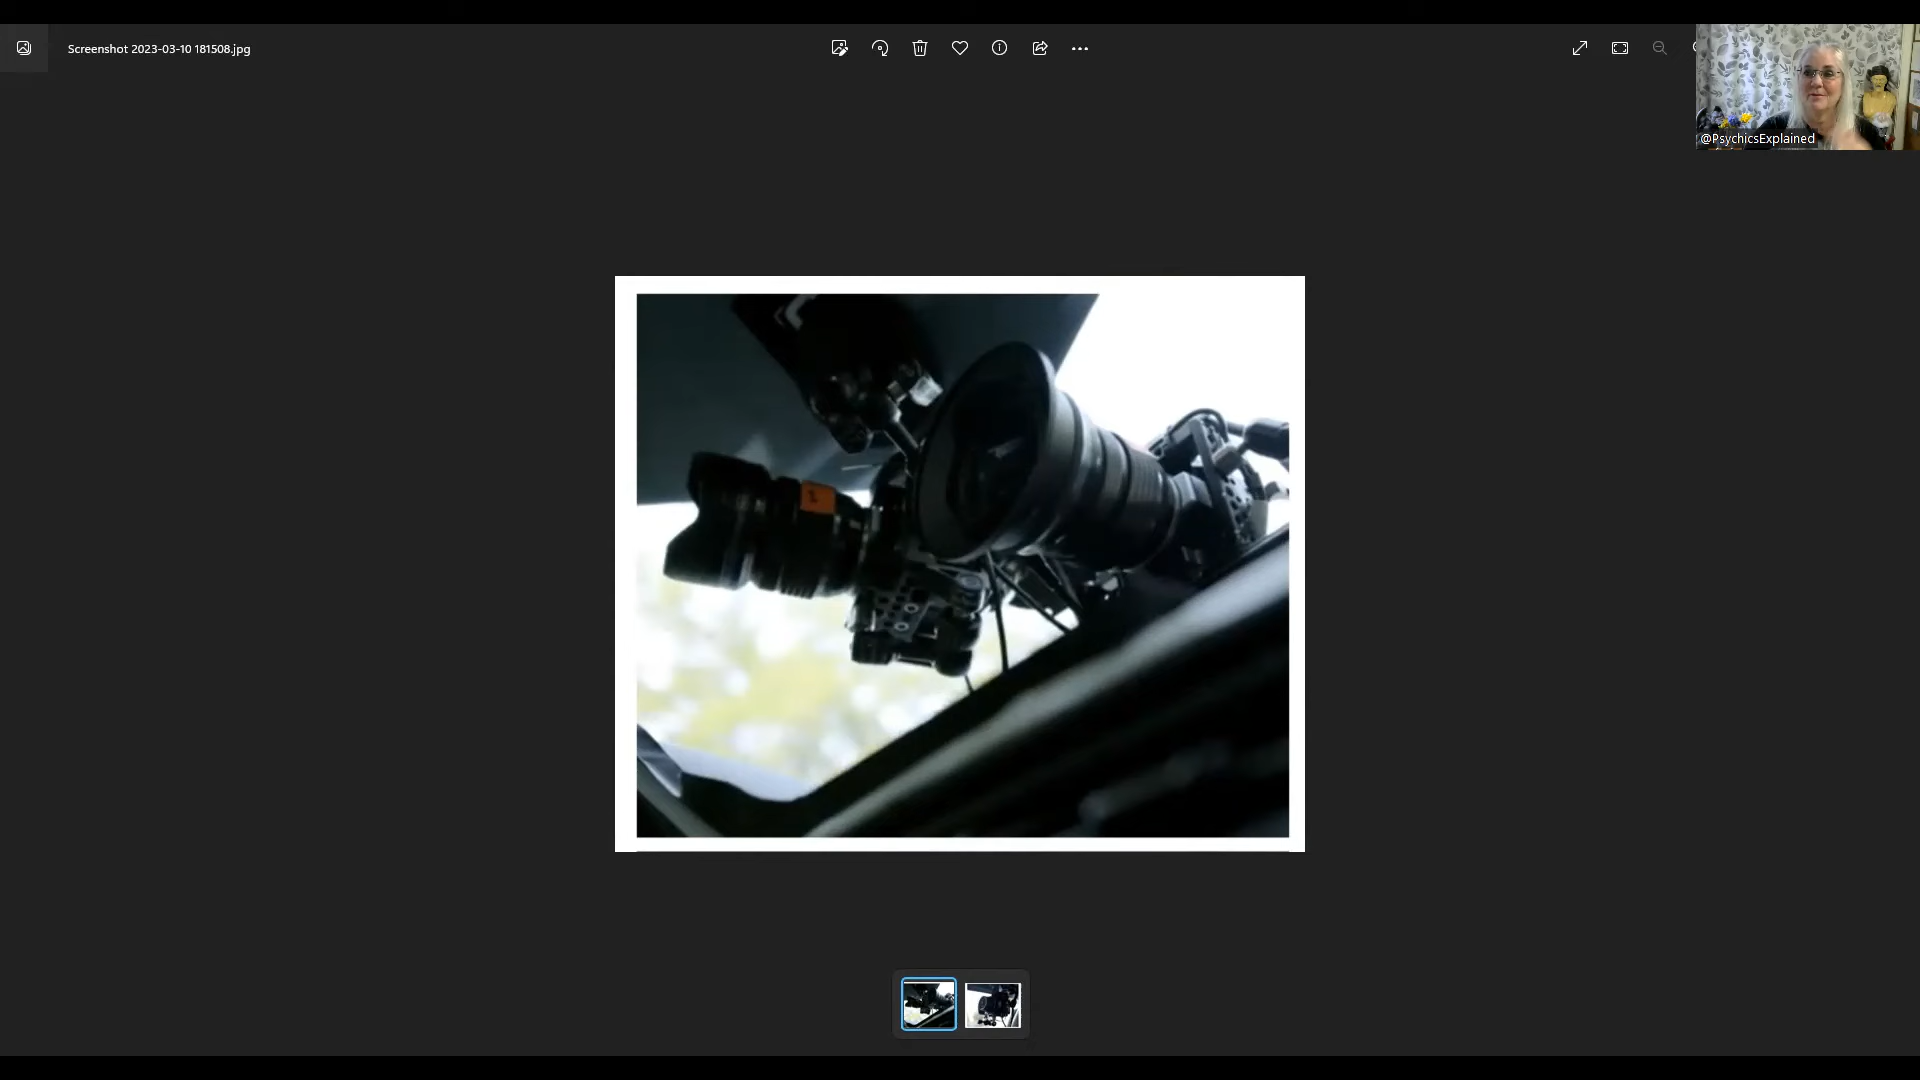 Screenshot 2023-03-10 181508.jpg
@PsychicsExplained